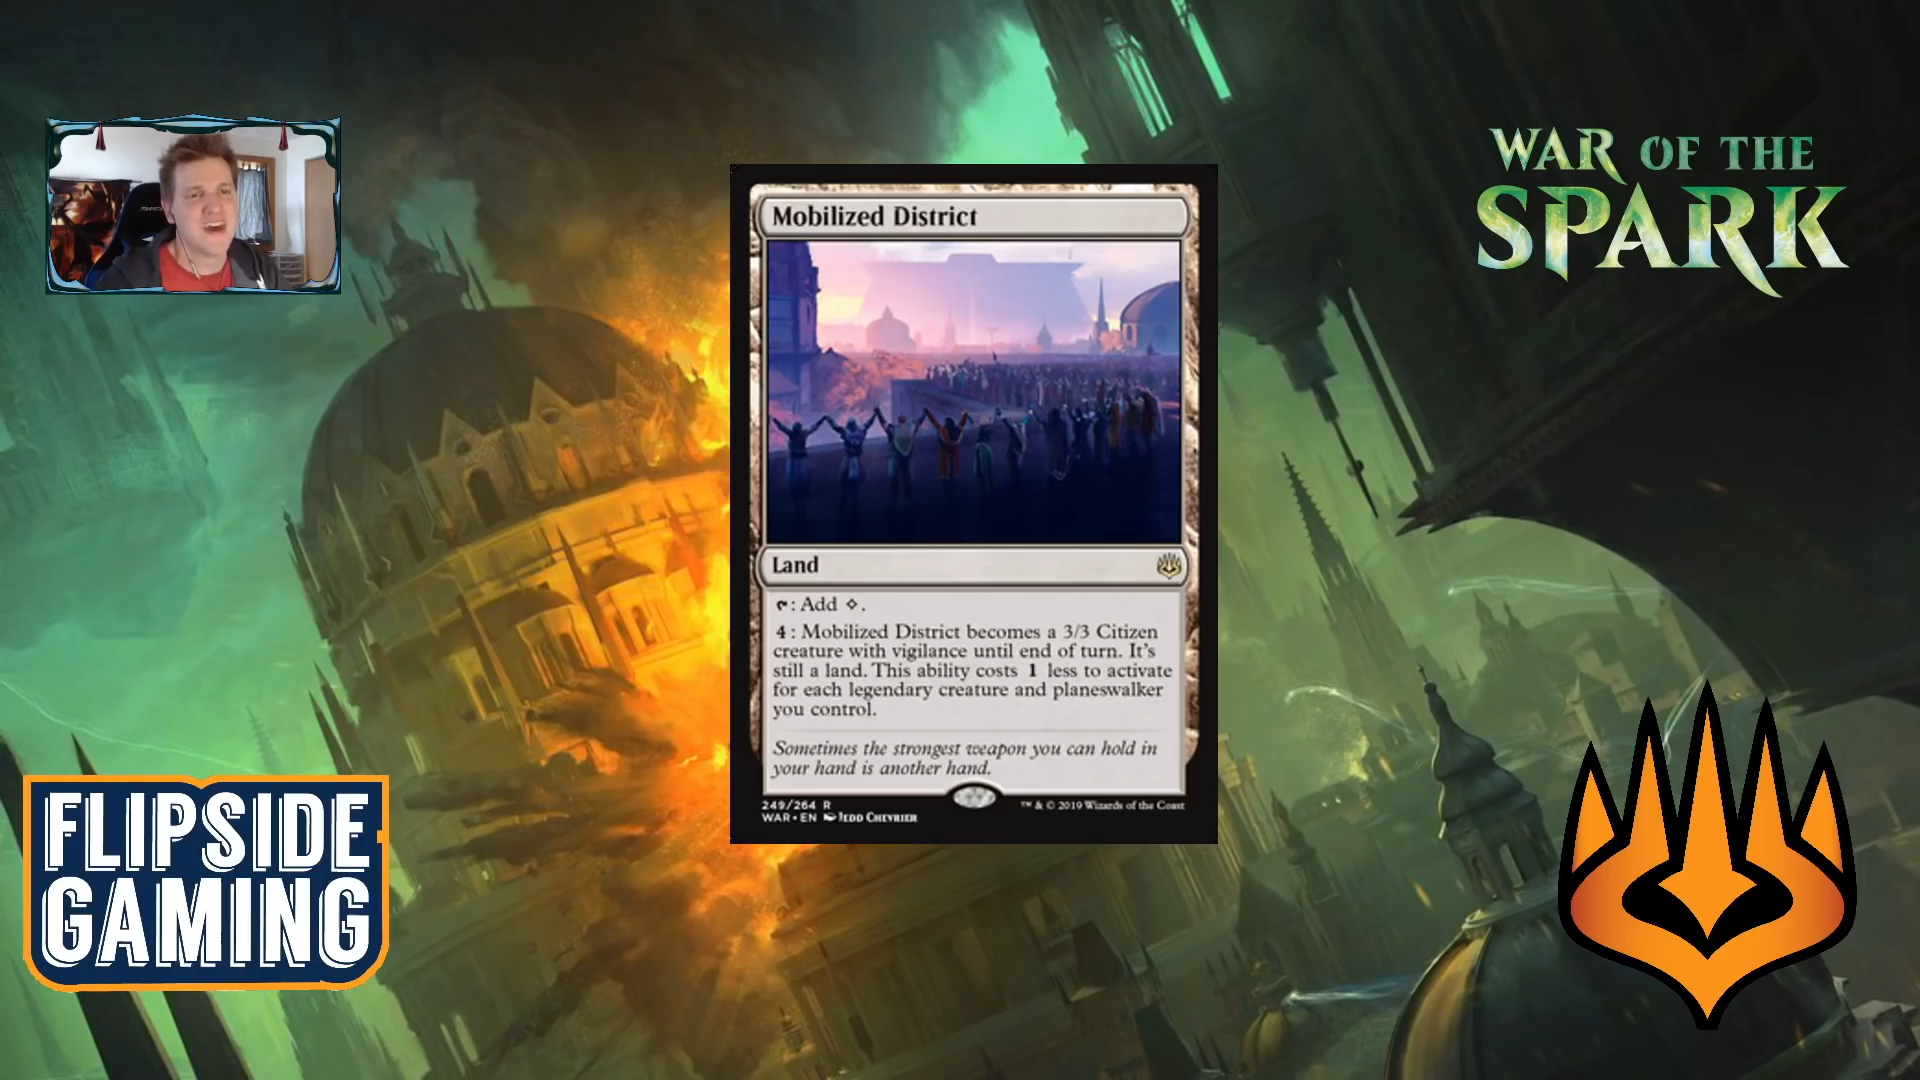 WAR OF THE
SPARK
Mobilized District
Land
: Add .
4 : Mobilized District becomes a 3/3 Citizen
creature with vigilance until end of turn. It's
still a land. This ability costs 1 less to activate
for each legendary creature and planeswalker
you control.
Sometimes the strongest weapon you can hold in
your hand is another hand.
249/264 R
WAR • EN JEDD CHEVRIER
™ & © 2019 Wizards of the Coast
FLIPSIDE
GAMING